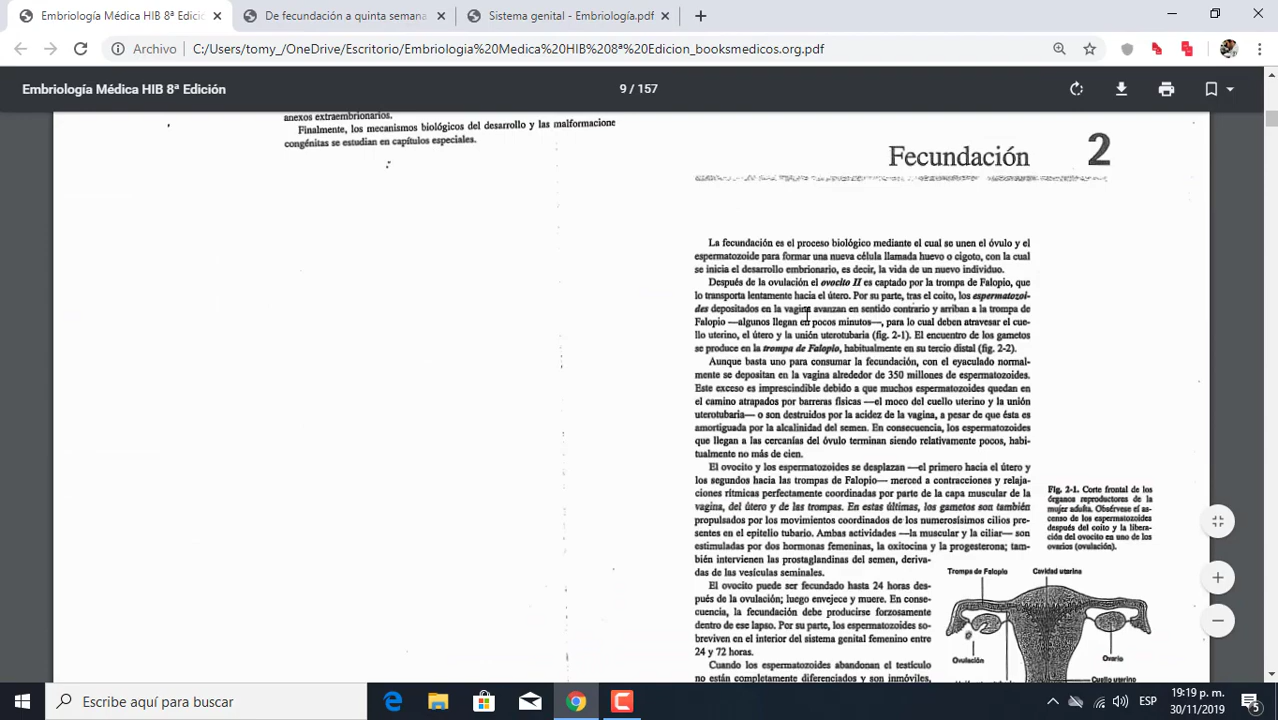 Embriología Médica HIB 8ª Edició
De fecundación a quinta semana
Sistema genital - Embriología.pdf
Archivo
C:/Users/tomy_/OneDrive/Escritorio/Embriologia%20Medica%20HIB%208ª%20Edicion_booksmedicos.org.pdf
Embriología Médica HIB 8ª Edición
9 / 157
anexos extraembrionarios.
Finalmente, los mecanismos biológicos del desarrollo y las malformacione
congénitas se estudian en capítulos especiales.
Fecundación 2
La fecundación es el proceso biológico mediante el cual se unen el óvulo y el
espermatozoide para formar una nueva célula llamada huevo o cigoto, con la cual
se inicia el desarrollo embrionario, es decir, la vida de un nuevo individuo.
Después de la ovulación el ovocito II es captado por la trompa de Falopio, que
lo transporta lentamente hacia el útero. Por su parte, tras el coito, los espermatozoi-
des depositados en la vagina avanzan en sentido contrario y arriban a la trompa de
Falopio —algunos llegan en pocos minutos—, para lo cual deben atravesar el cue-
llo uterino, el útero y la unión uterotubaria (fig. 2-1). El encuentro de los gametos
se produce en la trompa de Falopio, habitualmente en su tercio distal (fig. 2-2).
Aunque basta uno para consumar la fecundación, con el eyaculado normal-
mente se depositan en la vagina alrededor de 350 millones de espermatozoides.
Este exceso es imprescindible debido a que muchos espermatozoides quedan en
el camino atrapados por barreras físicas —el moco del cuello uterino y la unión
uterotubaria— o son destruidos por la acidez de la vagina, a pesar de que ésta es
amortiguada por la alcalinidad del semen. En consecuencia, los espermatozoides
que llegan a las cercanías del óvulo terminan siendo relativamente pocos, habi-
tualmente no más de cien.
El ovocito y los espermatozoides se desplazan —el primero hacia el útero y
los segundos hacia las trompas de Falopio— merced a contracciones y relaja-
ciones rítmicas perfectamente coordinadas por parte de la capa muscular de la
vagina, del útero y de las trompas. En estas últimas, los gametos son también
propulsados por los movimientos coordinados de los numerosísimos cilios pre-
sentes en el epitelio tubario. Ambas actividades —la muscular y la ciliar— son
estimuladas por dos hormonas femeninas, la oxitocina y la progesterona; tam-
bién intervienen las prostaglandinas del semen, deriva-
das de las vesículas seminales.
El ovocito puede ser fecundado hasta 24 horas des-
pués de la ovulación; luego envejece y muere. En conse-
cuencia, la fecundación debe producirse forzosamente
dentro de ese lapso. Por su parte, los espermatozoides so-
breviven en el interior del sistema genital femenino entre
24 y 72 horas.
Cuando los espermatozoides abandonan el testículo
no están completamente diferenciados y son inmóviles,
Fig. 2-1. Corte frontal de los
órganos reproductores de la
mujer adulta. Obsérvese el as-
censo de los espermatozoides
después del coito y la libera-
ción del ovocito en uno de los
ovarios (ovulación).
Trompa de Falopio
Cavidad uterina
Ovulación
Ovario
Cuello uterino
Escribe aquí para buscar
ESP
19:19 p. m.
30/11/2019
5